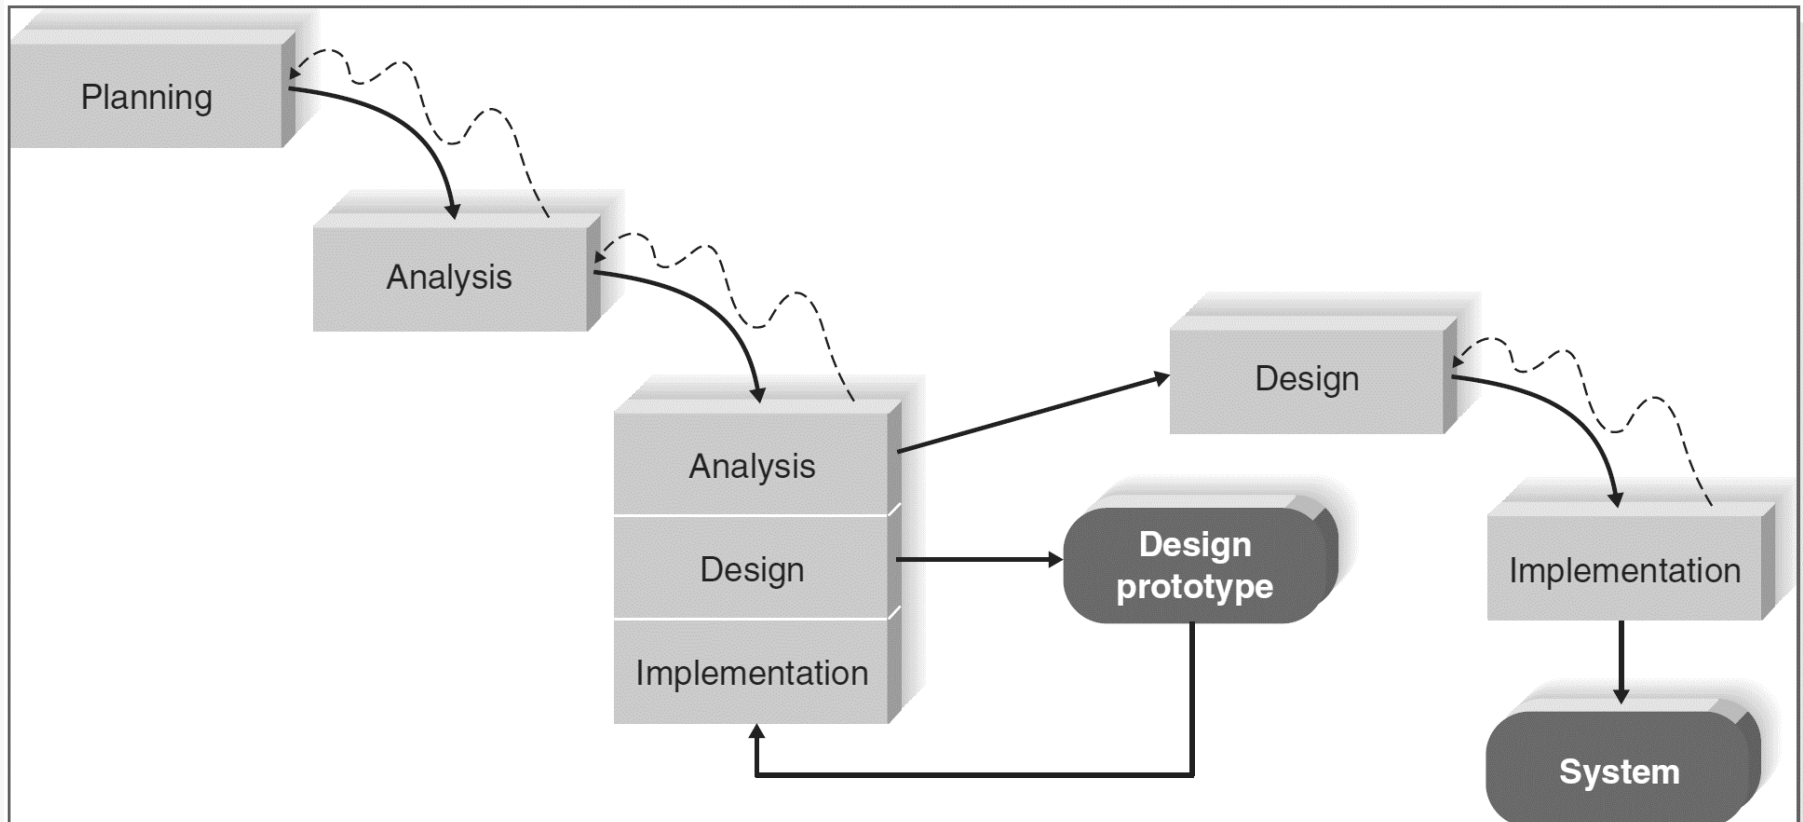 Planning
Analysis
Analysis
Design
Implementation
Design
prototype
Design
Implementation
System